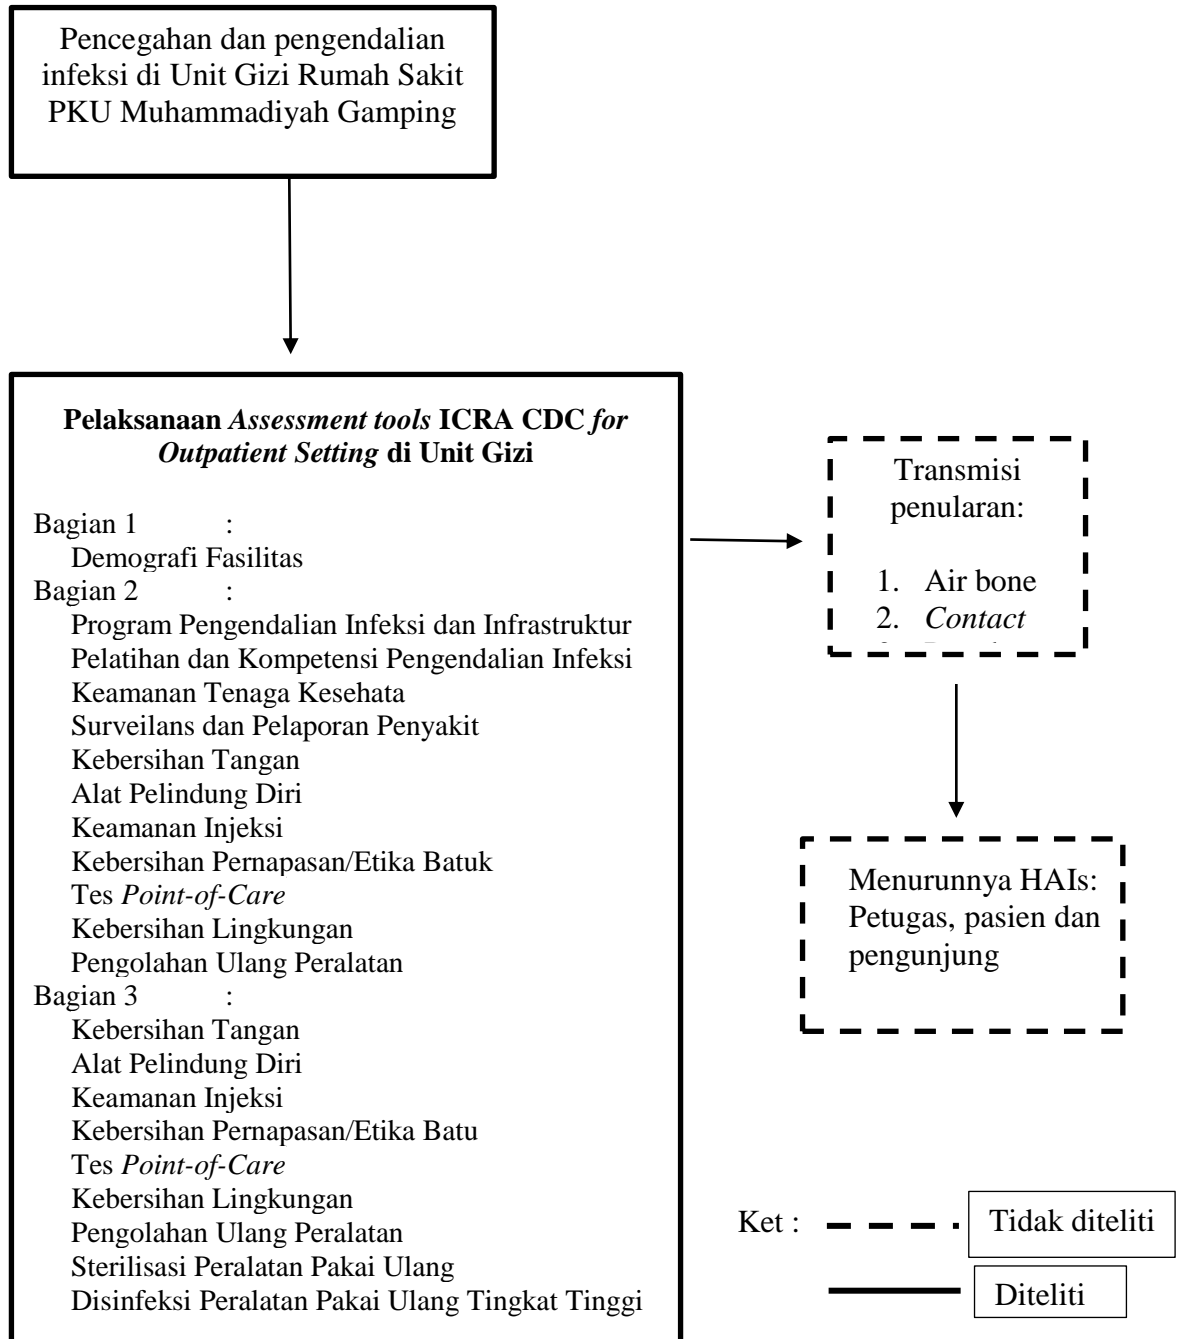 Pencegahan dan pengendalian
infeksi di Unit Gizi Rumah Sakit
PKU Muhammadiyah Gamping
Pelaksanaan Assessment tools ICRA CDC for
Outpatient Setting di Unit Gizi
Bagian 1 :
Demografi Fasilitas
Bagian 2 :
Program Pengendalian Infeksi dan Infrastruktur
Pelatihan dan Kompetensi Pengendalian Infeksi
Keamanan Tenaga Kesehata
Surveilans dan Pelaporan Penyakit
Kebersihan Tangan
Alat Pelindung Diri
Keamanan Injeksi
Kebersihan Pernapasan/Etika Batuk
Tes Point-of-Care
Kebersihan Lingkungan
Pengolahan Ulang Peralatan
Bagian 3 :
Kebersihan Tangan
Alat Pelindung Diri
Keamanan Injeksi
Kebersihan Pernapasan/Etika Batu
Tes Point-of-Care
Kebersihan Lingkungan
Pengolahan Ulang Peralatan
Sterilisasi Peralatan Pakai Ulang
Disinfeksi Peralatan Pakai Ulang Tingkat Tinggi
Transmisi
penularan:
1. Air bone
2. Contact
Menurunnya HAIs:
Petugas, pasien dan
pengunjung
Ket :
Tidak diteliti
Diteliti